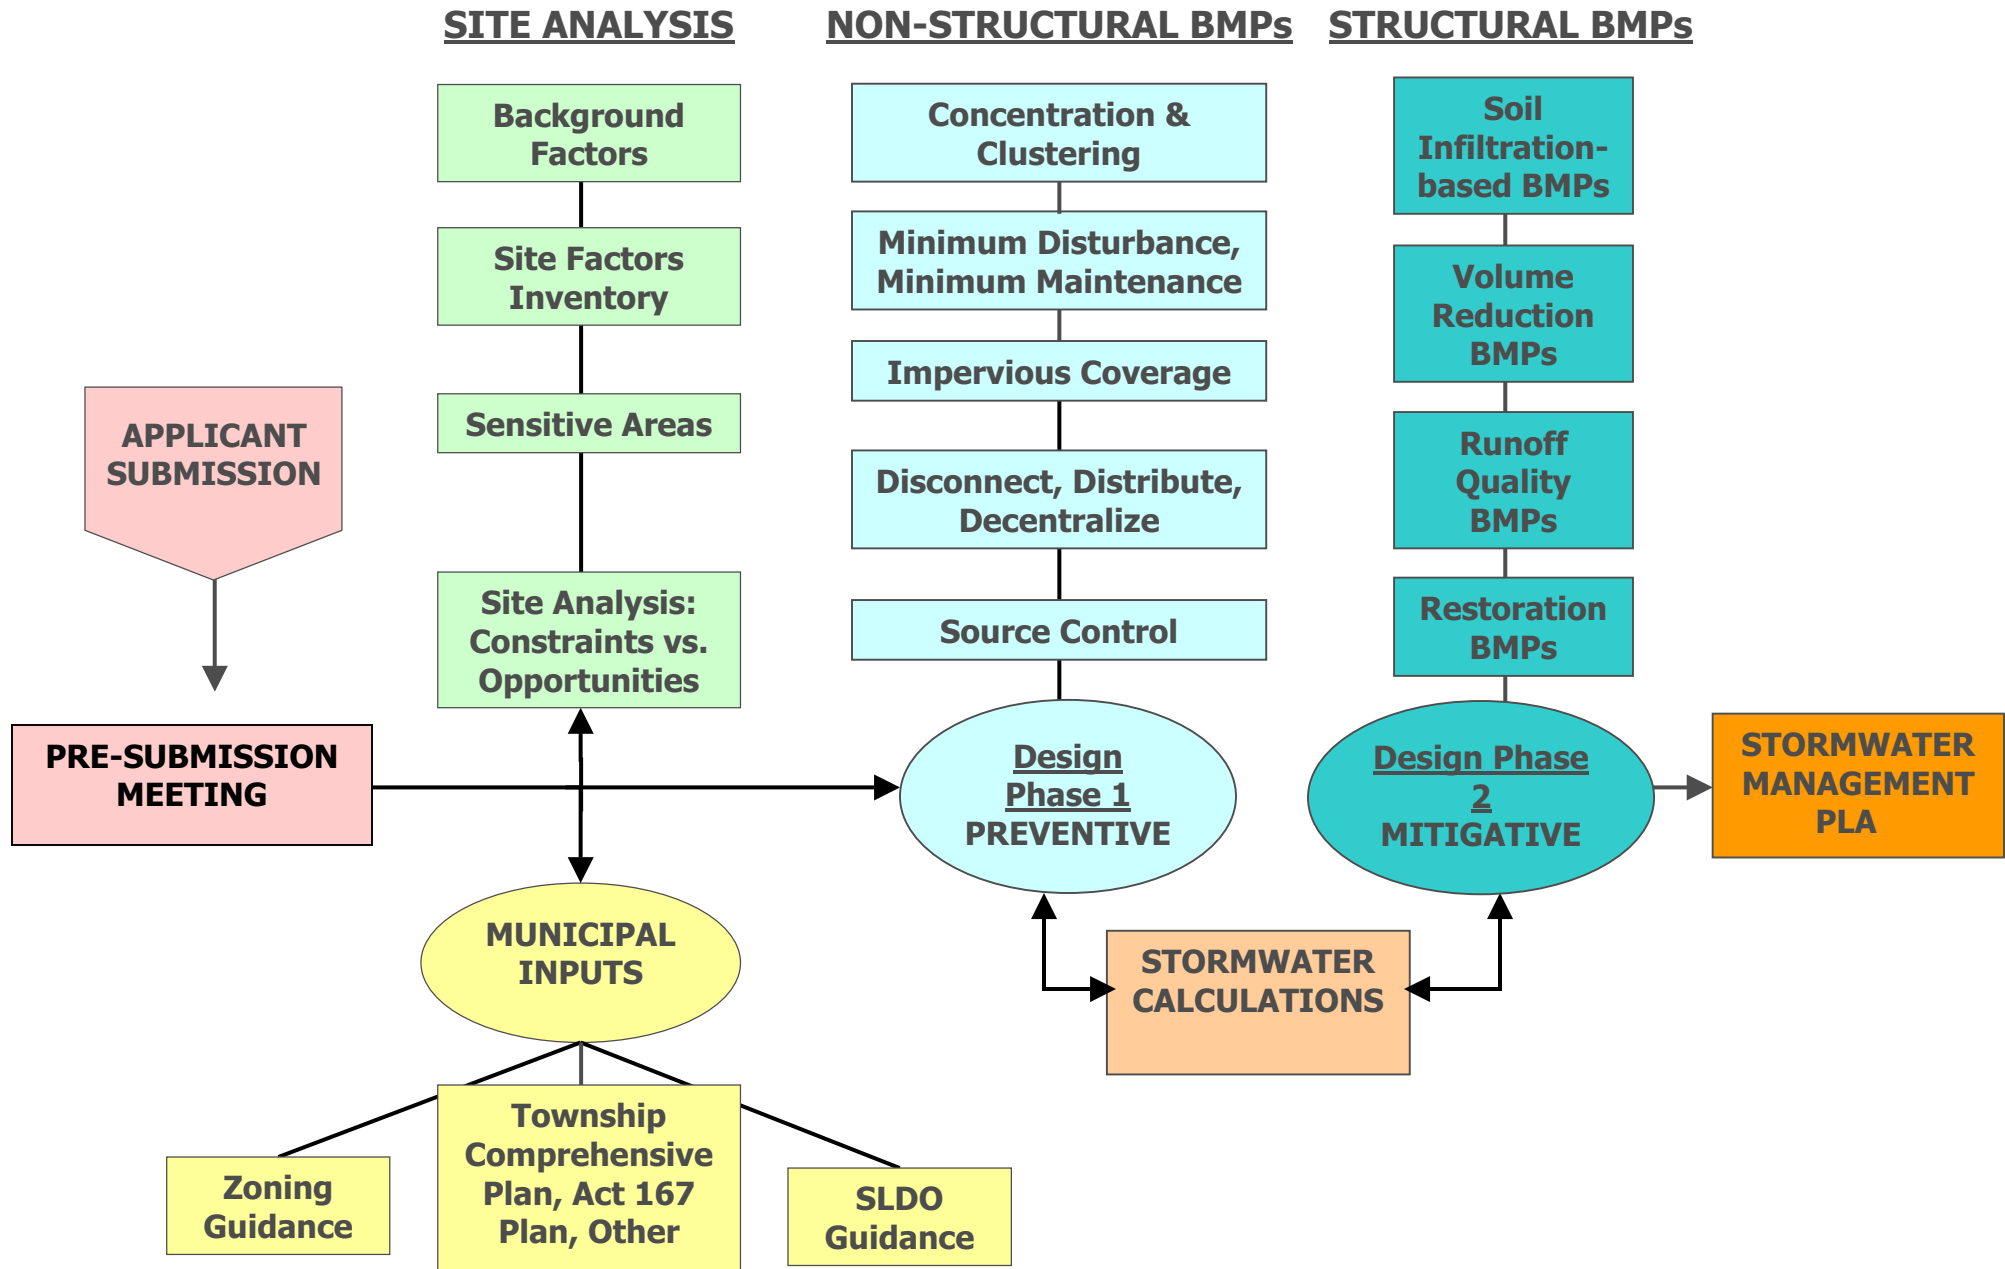 SITE ANALYSIS
NON-STRUCTURAL BMPs
STRUCTURAL BMPs
Background
Factors
Site Factors
Inventory
Sensitive Areas
Site Analysis:
Constraints vs.
Opportunities
Concentration &
Clustering
Minimum Disturbance,
Minimum Maintenance
Impervious Coverage
Disconnect, Distribute,
Decentralize
Source Control
Soil
Infiltration-
based BMPs
Volume
Reduction
BMPs
Runoff
Quality
BMPs
Restoration
BMPs
APPLICANT
SUBMISSION
PRE-SUBMISSION
MEETING
Design
Phase 1
PREVENTIVE
Design Phase
2
MITIGATIVE
STORMWATER
MANAGEMENT
PLA
MUNICIPAL
INPUTS
STORMWATER
CALCULATIONS
Zoning
Guidance
Township
Comprehensive
Plan, Act 167
Plan, Other
SLDO
Guidance